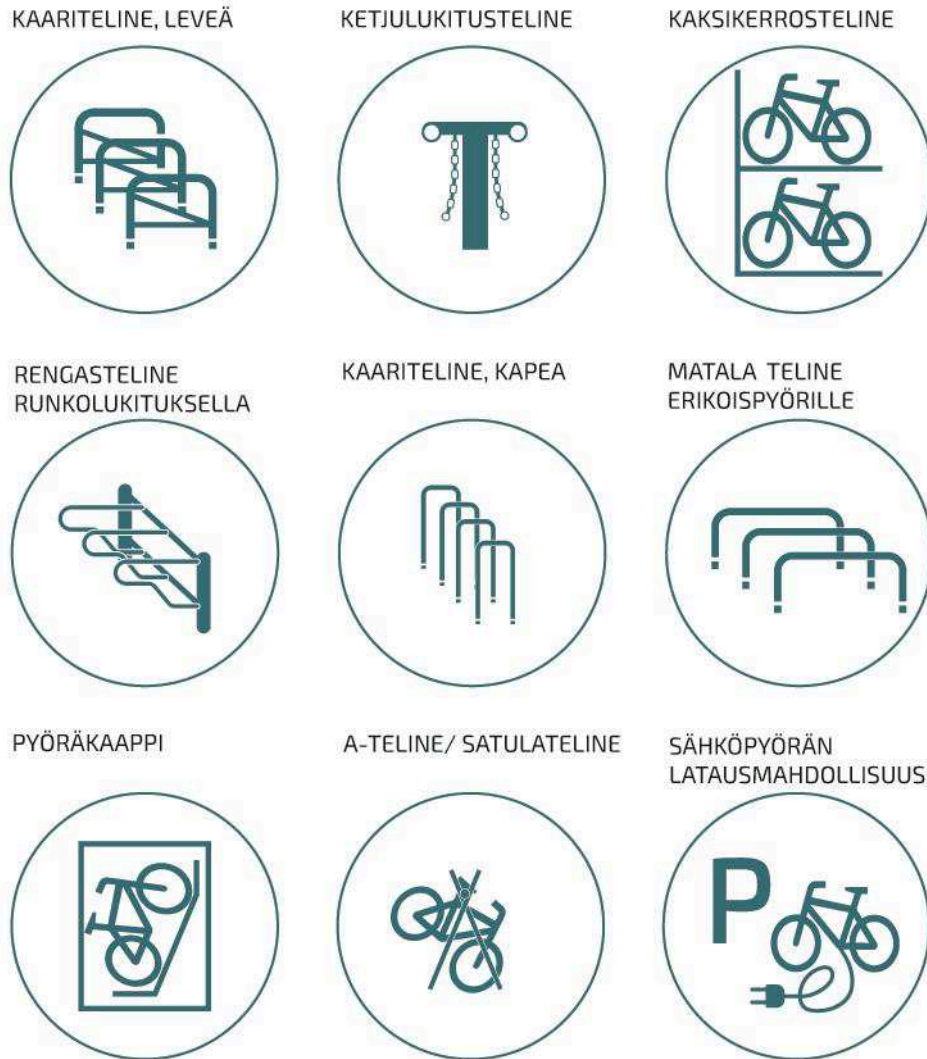 KAARITELINE, LEVEÄ
KETJULUKITUSTELINE
KAKSIKERROSTELINE
RENGASTELINE
RUNKOLUKITUKSELLA
KAARITELINE, KAPEA
MATALA TELINE
ERIKOISPYÖRILLE
PYÖRÄKAAPPI
A-TELINE/ SATULATELINE
SÄHKÖPYÖRÄN
LATAUSMAHDOLLISUUS
P